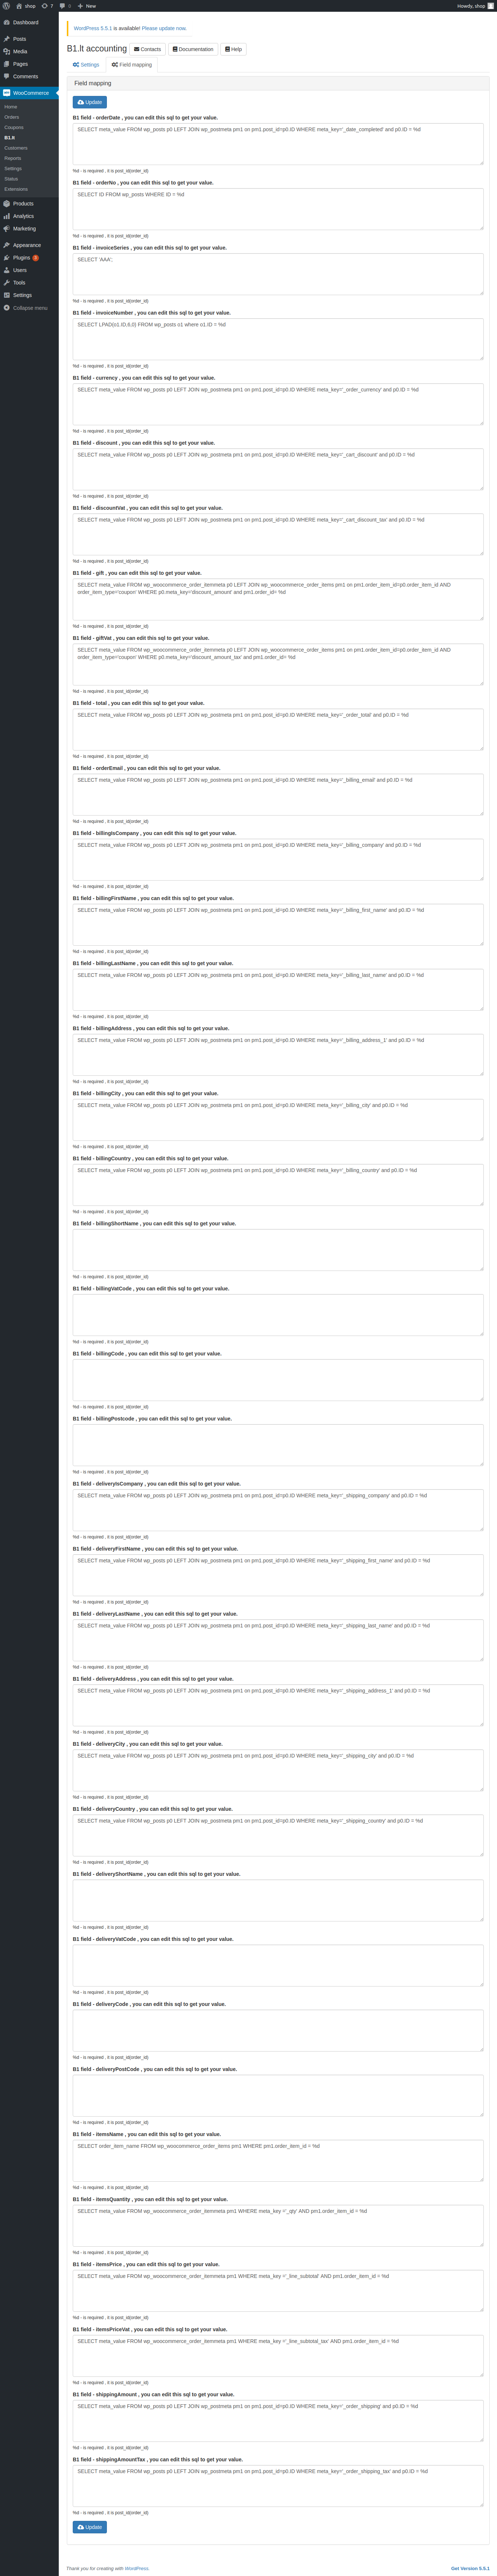 shop
7
0
New
Howdy, shop
Dashboard
Posts
Media
Pages
Comments
WooCommerce
Home
Orders
Coupons
B1.lt
Customers
Reports
Settings
Status
Extensions
Products
Analytics
Marketing
Appearance
Plugins
Users
Tools
Settings
Collapse menu
WordPress 5.5.1 is available! Please update now.
B1.lt accounting
Contacts
Documentation
Help
Settings
Field mapping
Field mapping
Update
B1 field - orderDate , you can edit this sql to get your value.
SELECT meta_value FROM wp_posts p0 LEFT JOIN wp_postmeta pm1 on pm1.post_id=p0.ID WHERE meta_key='_date_completed' and p0.ID = %d
%d - is required , it is post_id(order_id)
B1 field - orderNo , you can edit this sql to get your value.
SELECT ID FROM wp_posts WHERE ID = %d
%d - is required , it is post_id(order_id)
B1 field - invoiceSeries , you can edit this sql to get your value.
SELECT 'AAA';
%d - is required , it is post_id(order_id)
B1 field - invoiceNumber , you can edit this sql to get your value.
SELECT LPAD(o1.ID,6,0) FROM wp_posts o1 where o1.ID = %d
%d - is required , it is post_id(order_id)
B1 field - currency , you can edit this sql to get your value.
SELECT meta_value FROM wp_posts p0 LEFT JOIN wp_postmeta pm1 on pm1.post_id=p0.ID WHERE meta_key='_order_currency' and p0.ID = %d
%d - is required , it is post_id(order_id)
B1 field - discount , you can edit this sql to get your value.
SELECT meta_value FROM wp_posts p0 LEFT JOIN wp_postmeta pm1 on pm1.post_id=p0.ID WHERE meta_key='_cart_discount' and p0.ID = %d
%d - is required , it is post_id(order_id)
B1 field - discountVat , you can edit this sql to get your value.
SELECT meta_value FROM wp_posts p0 LEFT JOIN wp_postmeta pm1 on pm1.post_id=p0.ID WHERE meta_key='_cart_discount_tax' and p0.ID = %d
%d - is required , it is post_id(order_id)
B1 field - gift , you can edit this sql to get your value.
SELECT meta_value FROM wp_woocommerce_order_itemmeta p0 LEFT JOIN wp_woocommerce_order_items pm1 on pm1.order_item_id=p0.order_item_id AND
order_item_type='coupon' WHERE p0.meta_key='discount_amount' and pm1.order_id= %d
%d - is required , it is post_id(order_id)
B1 field - giftVat , you can edit this sql to get your value.
SELECT meta_value FROM wp_woocommerce_order_itemmeta p0 LEFT JOIN wp_woocommerce_order_items pm1 on pm1.order_item_id=p0.order_item_id AND
order_item_type='coupon' WHERE p0.meta_key='discount_amount_tax' and pm1.order_id= %d
%d - is required , it is post_id(order_id)
B1 field - total , you can edit this sql to get your value.
SELECT meta_value FROM wp_posts p0 LEFT JOIN wp_postmeta pm1 on pm1.post_id=p0.ID WHERE meta_key='_order_total' and p0.ID = %d
%d - is required , it is post_id(order_id)
B1 field - orderEmail , you can edit this sql to get your value.
SELECT meta_value FROM wp_posts p0 LEFT JOIN wp_postmeta pm1 on pm1.post_id=p0.ID WHERE meta_key='_billing_email' and p0.ID = %d
%d - is required , it is post_id(order_id)
B1 field - billingIsCompany , you can edit this sql to get your value.
SELECT meta_value FROM wp_posts p0 LEFT JOIN wp_postmeta pm1 on pm1.post_id=p0.ID WHERE meta_key='_billing_company' and p0.ID = %d
%d - is required , it is post_id(order_id)
B1 field - billingFirstName , you can edit this sql to get your value.
SELECT meta_value FROM wp_posts p0 LEFT JOIN wp_postmeta pm1 on pm1.post_id=p0.ID WHERE meta_key='_billing_first_name' and p0.ID = %d
%d - is required , it is post_id(order_id)
B1 field - billingLastName , you can edit this sql to get your value.
SELECT meta_value FROM wp_posts p0 LEFT JOIN wp_postmeta pm1 on pm1.post_id=p0.ID WHERE meta_key='_billing_last_name' and p0.ID = %d
%d - is required , it is post_id(order_id)
B1 field - billingAddress , you can edit this sql to get your value.
SELECT meta_value FROM wp_posts p0 LEFT JOIN wp_postmeta pm1 on pm1.post_id=p0.ID WHERE meta_key='_billing_address_1' and p0.ID = %d
%d - is required , it is post_id(order_id)
B1 field - billingCity , you can edit this sql to get your value.
SELECT meta_value FROM wp_posts p0 LEFT JOIN wp_postmeta pm1 on pm1.post_id=p0.ID WHERE meta_key='_billing_city' and p0.ID = %d
%d - is required , it is post_id(order_id)
B1 field - billingCountry , you can edit this sql to get your value.
SELECT meta_value FROM wp_posts p0 LEFT JOIN wp_postmeta pm1 on pm1.post_id=p0.ID WHERE meta_key='_billing_country' and p0.ID = %d
%d - is required , it is post_id(order_id)
B1 field - billingShortName , you can edit this sql to get your value.
%d - is required , it is post_id(order_id)
B1 field - billingVatCode , you can edit this sql to get your value.
%d - is required , it is post_id(order_id)
B1 field - billingCode , you can edit this sql to get your value.
%d - is required , it is post_id(order_id)
B1 field - billingPostcode , you can edit this sql to get your value.
%d - is required , it is post_id(order_id)
B1 field - deliveryIsCompany , you can edit this sql to get your value.
SELECT meta_value FROM wp_posts p0 LEFT JOIN wp_postmeta pm1 on pm1.post_id=p0.ID WHERE meta_key='_shipping_company' and p0.ID = %d
%d - is required , it is post_id(order_id)
B1 field - deliveryFirstName , you can edit this sql to get your value.
SELECT meta_value FROM wp_posts p0 LEFT JOIN wp_postmeta pm1 on pm1.post_id=p0.ID WHERE meta_key='_shipping_first_name' and p0.ID = %d
%d - is required , it is post_id(order_id)
B1 field - deliveryLastName , you can edit this sql to get your value.
SELECT meta_value FROM wp_posts p0 LEFT JOIN wp_postmeta pm1 on pm1.post_id=p0.ID WHERE meta_key='_shipping_last_name' and p0.ID = %d
%d - is required , it is post_id(order_id)
B1 field - deliveryAddress , you can edit this sql to get your value.
SELECT meta_value FROM wp_posts p0 LEFT JOIN wp_postmeta pm1 on pm1.post_id=p0.ID WHERE meta_key='_shipping_address_1' and p0.ID = %d
%d - is required , it is post_id(order_id)
B1 field - deliveryCity , you can edit this sql to get your value.
SELECT meta_value FROM wp_posts p0 LEFT JOIN wp_postmeta pm1 on pm1.post_id=p0.ID WHERE meta_key='_shipping_city' and p0.ID = %d
%d - is required , it is post_id(order_id)
B1 field - deliveryCountry , you can edit this sql to get your value.
SELECT meta_value FROM wp_posts p0 LEFT JOIN wp_postmeta pm1 on pm1.post_id=p0.ID WHERE meta_key='_shipping_country' and p0.ID = %d
%d - is required , it is post_id(order_id)
B1 field - deliveryShortName , you can edit this sql to get your value.
%d - is required , it is post_id(order_id)
B1 field - deliveryVatCode , you can edit this sql to get your value.
%d - is required , it is post_id(order_id)
B1 field - deliveryCode , you can edit this sql to get your value.
%d - is required , it is post_id(order_id)
B1 field - deliveryPostCode , you can edit this sql to get your value.
%d - is required , it is post_id(order_id)
B1 field - itemsName , you can edit this sql to get your value.
SELECT order_item_name FROM wp_woocommerce_order_items pm1 WHERE pm1.order_item_id = %d
%d - is required , it is post_id(order_id)
B1 field - itemsQuantity , you can edit this sql to get your value.
SELECT meta_value FROM wp_woocommerce_order_itemmeta pm1 WHERE meta_key ='_qty' AND pm1.order_item_id = %d
%d - is required , it is post_id(order_id)
B1 field - itemsPrice , you can edit this sql to get your value.
SELECT meta_value FROM wp_woocommerce_order_itemmeta pm1 WHERE meta_key ='_line_subtotal' AND pm1.order_item_id = %d
%d - is required , it is post_id(order_id)
B1 field - itemsPriceVat , you can edit this sql to get your value.
SELECT meta_value FROM wp_woocommerce_order_itemmeta pm1 WHERE meta_key ='_line_subtotal_tax' AND pm1.order_item_id = %d
%d - is required , it is post_id(order_id)
B1 field - shippingAmount , you can edit this sql to get your value.
SELECT meta_value FROM wp_posts p0 LEFT JOIN wp_postmeta pm1 on pm1.post_id=p0.ID WHERE meta_key='_order_shipping' and p0.ID = %d
%d - is required , it is post_id(order_id)
B1 field - shippingAmountTax , you can edit this sql to get your value.
SELECT meta_value FROM wp_posts p0 LEFT JOIN wp_postmeta pm1 on pm1.post_id=p0.ID WHERE meta_key='_order_shipping_tax' and p0.ID = %d
%d - is required , it is post_id(order_id)
Update
Thank you for creating with WordPress.
Get Version 5.5.1